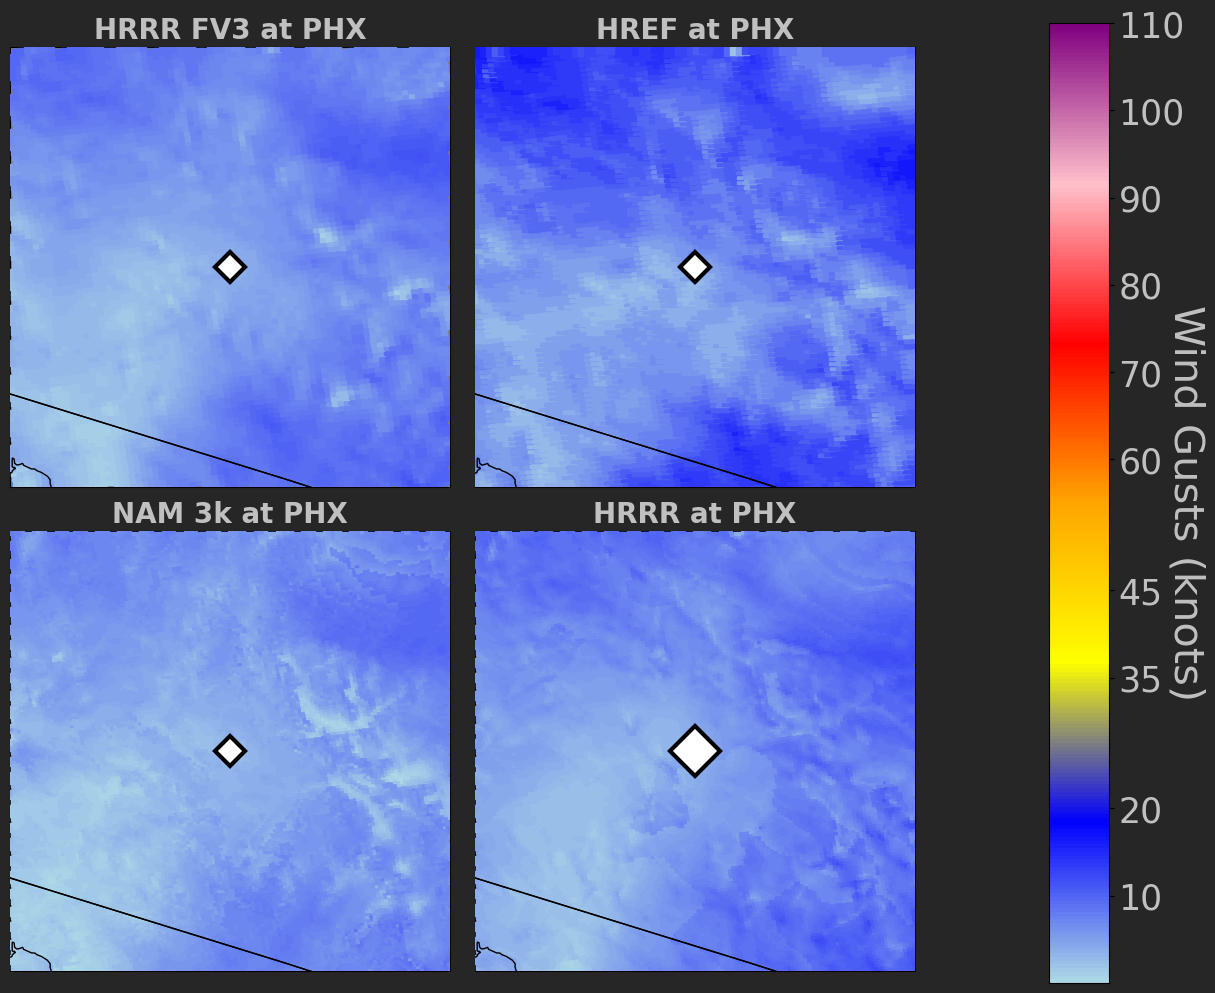 HRRR FV3 at PHX
HREF at PHX
NAM 3k at PHX
HRRR at PHX
110
100
90
80
70
60
45
35
20
10
Wind Gusts (knots)